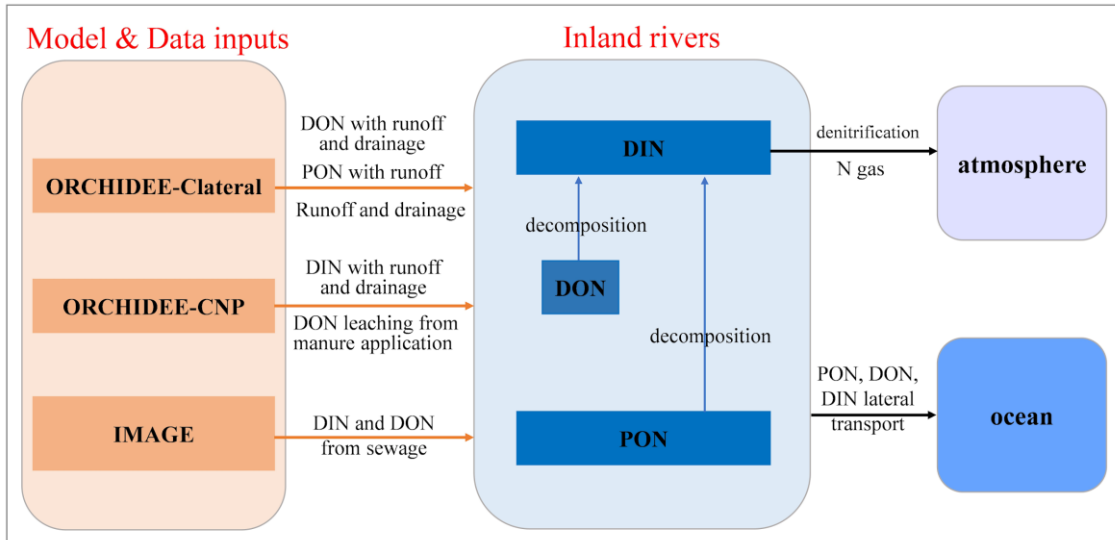 Model & Data inputs
Inland rivers
ORCHIDEE-Clateral
ORCHIDEE-CNP
IMAGE
DON with runoff
and drainage
PON with runoff
Runoff and drainage
DIN with runoff
and drainage
DON leaching from
manure application
DIN and DON
from sewage
DIN
decomposition
DON
decomposition
PON
denitrification
N gas
atmosphere
PON, DON,
DIN lateral
transport
ocean